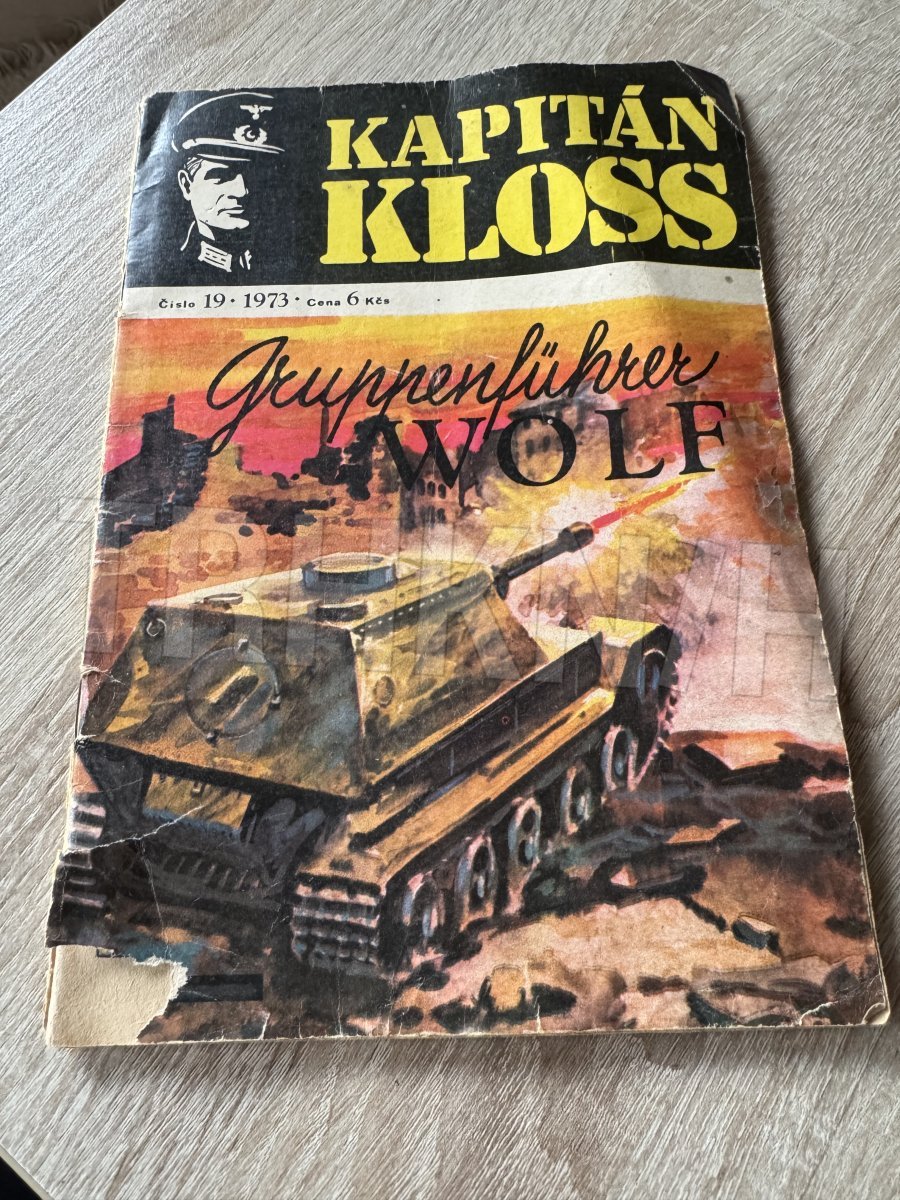 KAPITÁN
KLOSS
Číslo 19 · 1973 · Cena 6 Kčs
Gruppenführer
WOLF